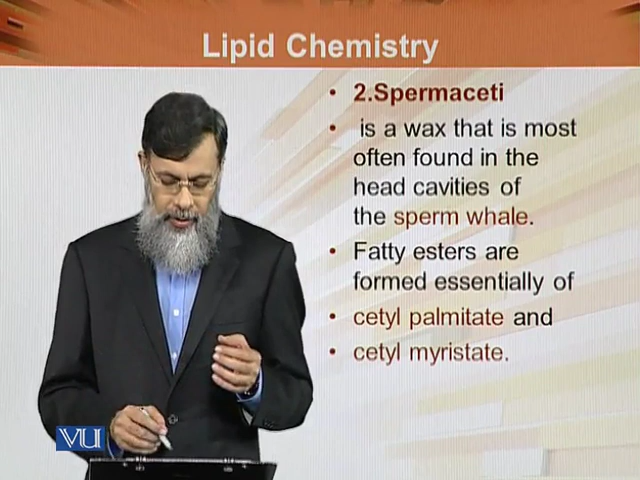 Lipid Chemistry
• 2.Spermaceti
• is a wax that is most
often found in the
head cavities of
the sperm whale.
• Fatty esters are
formed essentially of
• cetyl palmitate and
• cetyl myristate.
VU